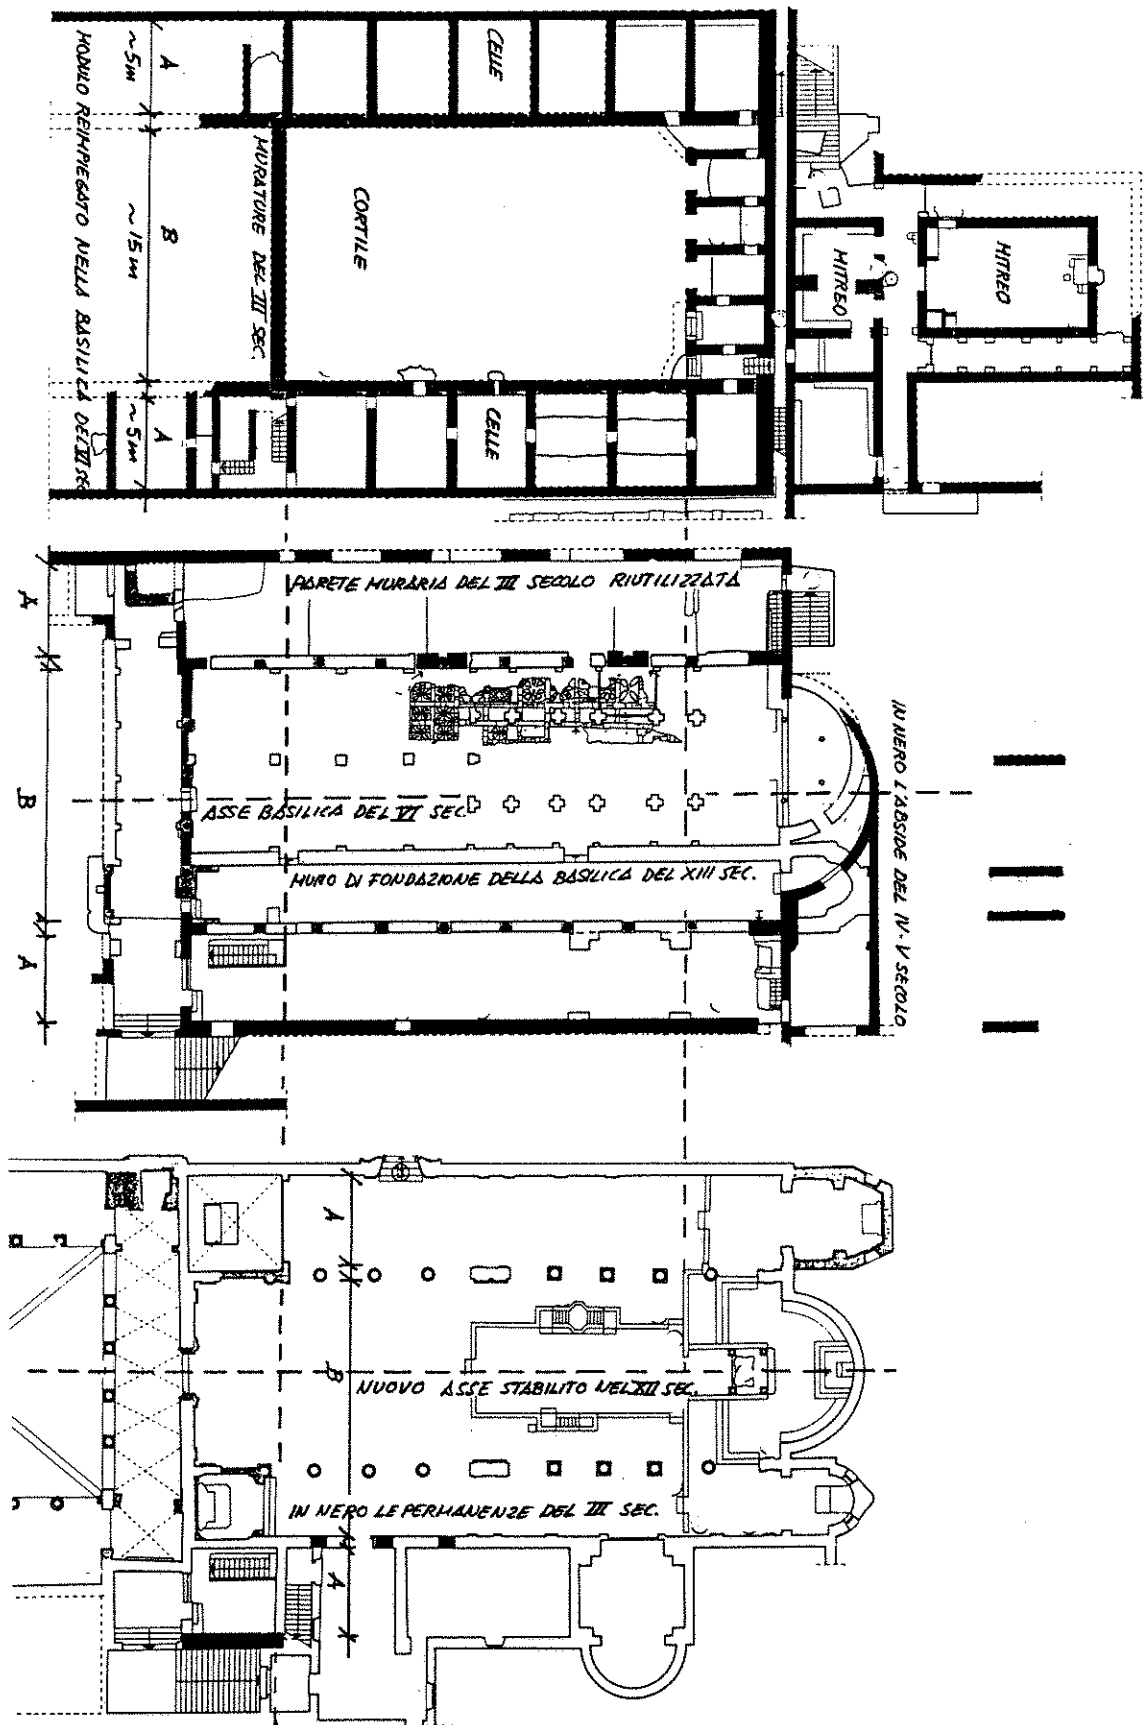 A
~5m
CELLE
B
~15m
CORTILE
MURATURE DEL III SEC.
MODULO REIMPIEGATO NELLA BASILICA DEL VI SEC
MITREO
MITREO
A
~5m
CELLE
PARETE MURARIA DEL III SECOLO RIUTILIZZATA
A
B
A
ASSE BASILICA DEL VI SEC.
MURO DI FONDAZIONE DELLA BASILICA DEL XIII SEC.
IN NERO L'ABSIDE DEL IV-V SECOLO
A
B
NUOVO ASSE STABILITO NEL XII SEC.
IN NERO LE PERMANENZE DEL III SEC.
A